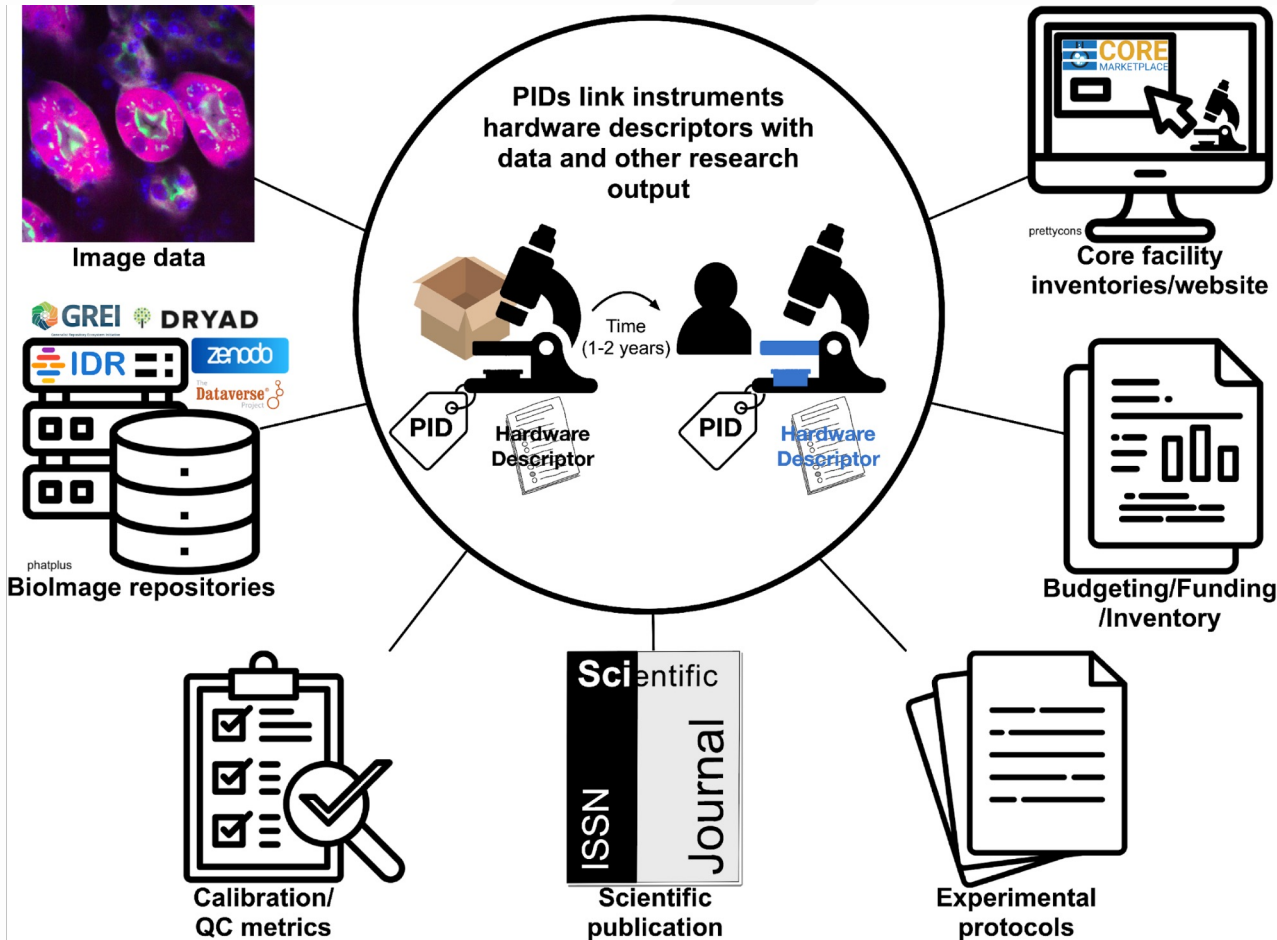 PIDs link instruments
hardware descriptors with
data and other research
output
CORE
MARKETPLACE
prettycons
Core facility
inventories/website
Image data
GREI
DRYAD
IDR
zenodo
The
Dataverse®
Project
phatplus
BioImage repositories
Time
(1-2 years)
PID
Hardware
Descriptor
PID
Hardware
Descriptor
Budgeting/Funding
/Inventory
Calibration/
QC metrics
Scientific
ISSN
Journal
Scientific
publication
Experimental
protocols